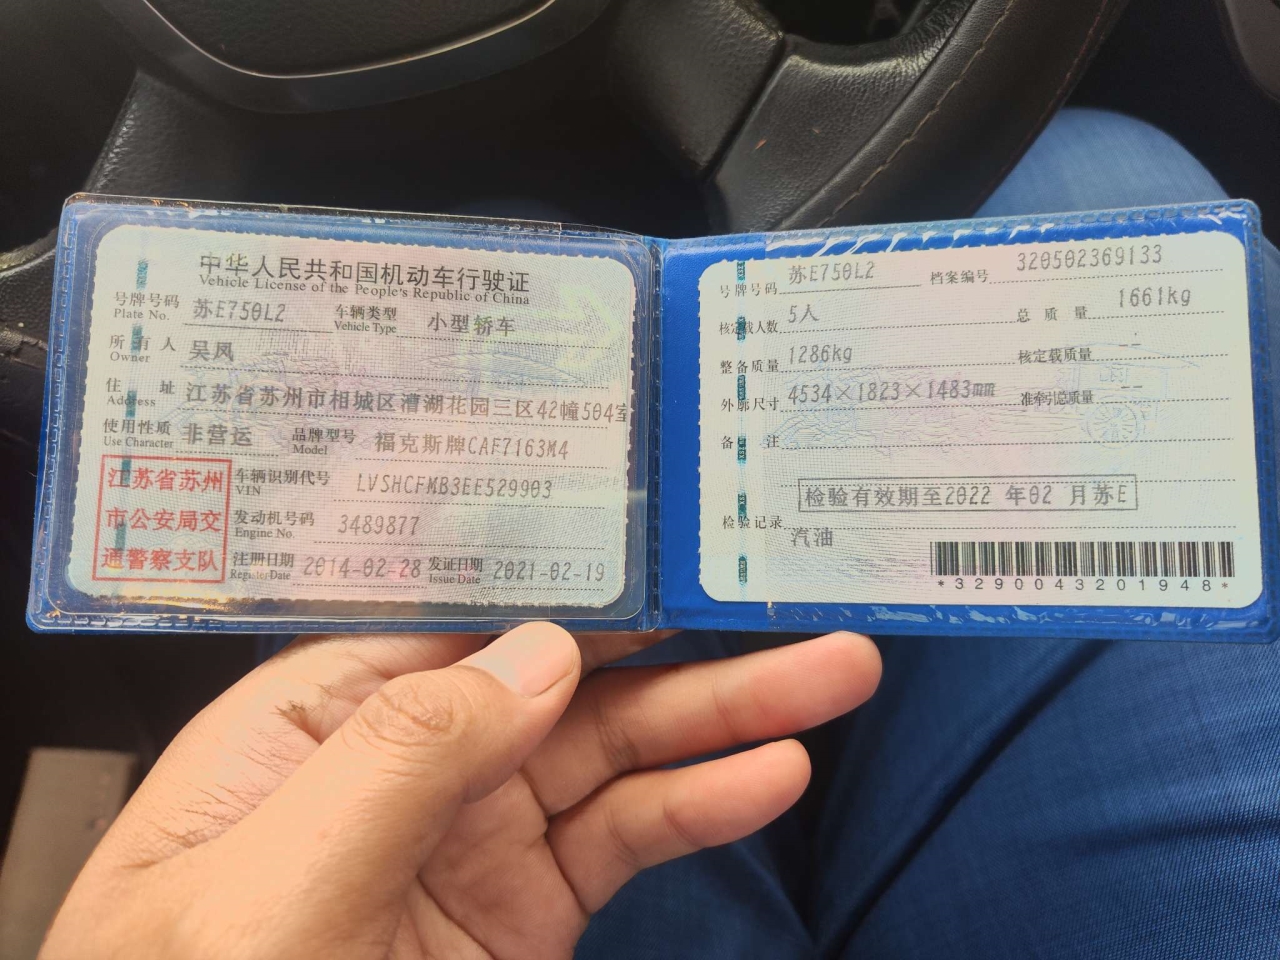 中华人民共和国机动车行驶证
Vehicle License of the People's Republic of China
号牌号码 苏E750L2 车辆类型 小型轿车
Plate No. Vehicle Type
所有人 吴凤
Owner
住址 江苏省苏州市相城区漕湖花园三区42幢504室
Address
使用性质 非营运 品牌型号 福克斯牌CAF7163M4
Use Character Model
江苏省苏州
市公安局交
通警察支队
车辆识别代号 LVSHCFMB3EE529903
VIN
发动机号码 3489877
Engine No.
注册日期 2014-02-28 发证日期 2021-02-19
Register Date Issue Date
号牌号码 苏E750L2 档案编号 320502369133
核定载人数 5人 总质量 1661kg
整备质量 1286kg 核定载质量 --
外廓尺寸 4534×1823×1483mm 准牵引总质量 --
备注
检验有效期至2022 年02 月苏E
检验记录
汽油
*3290043201948*